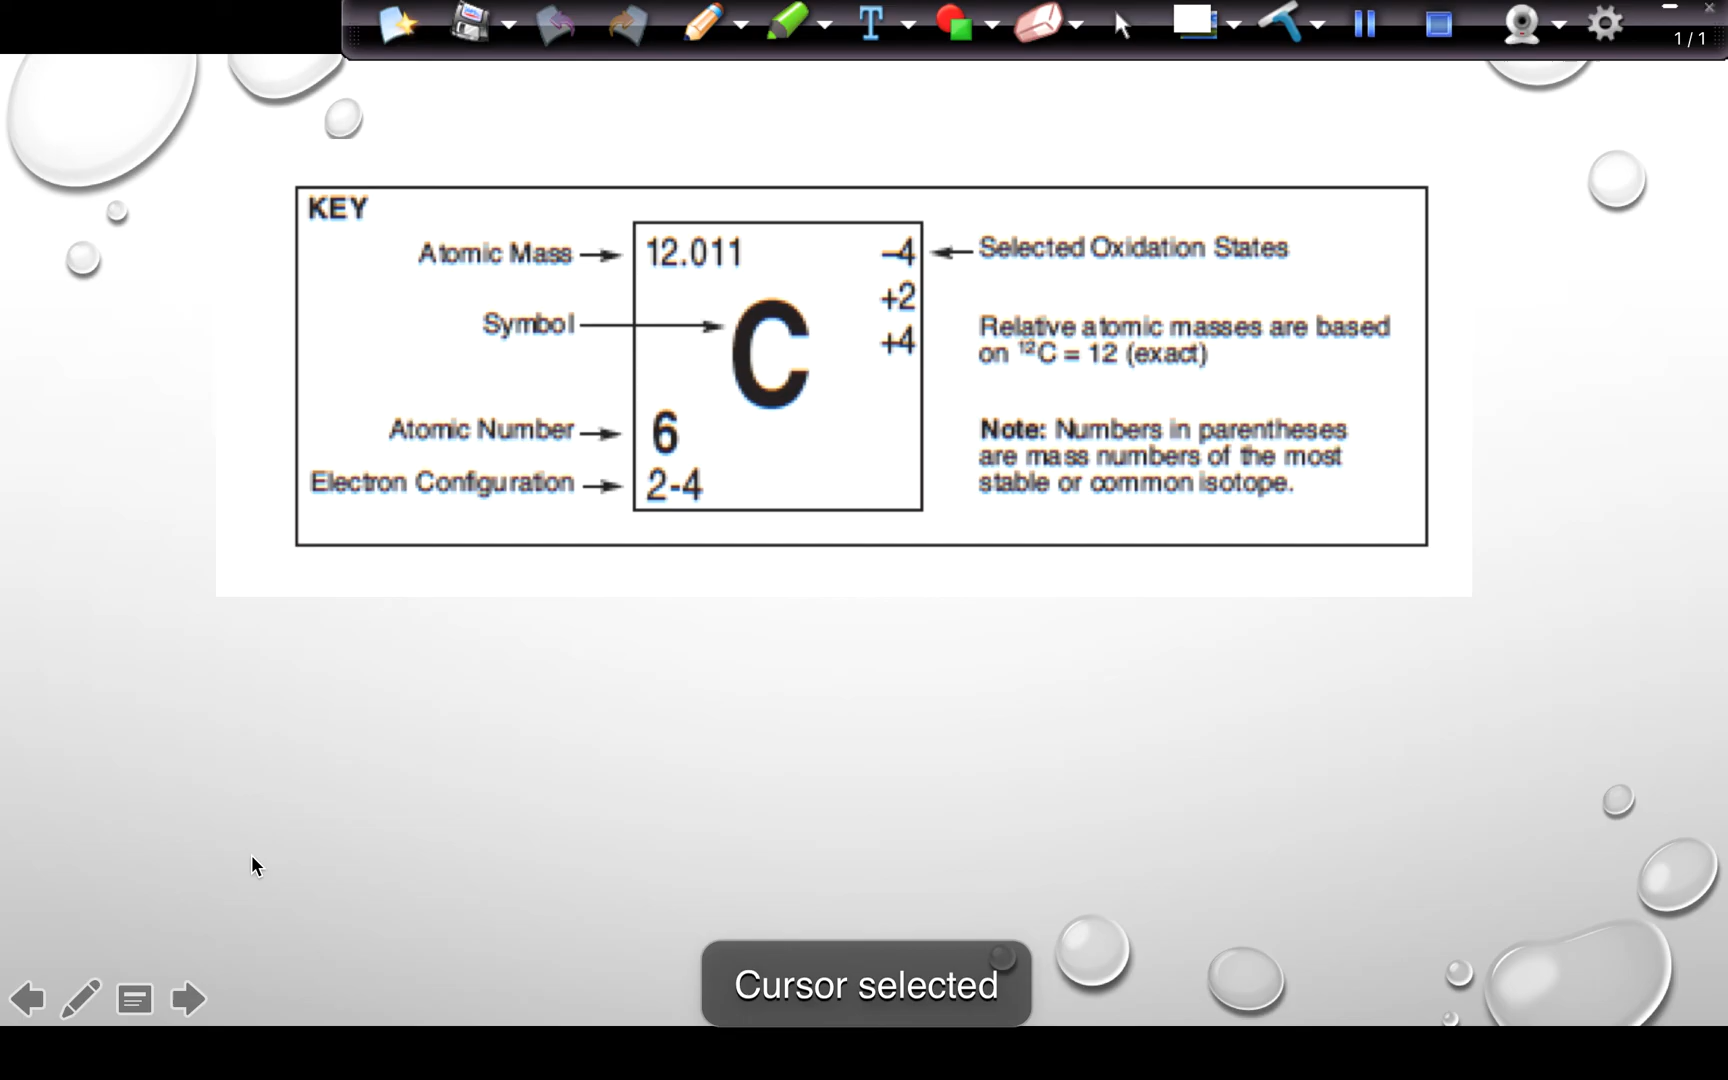 1 / 1
KEY
Atomic Mass
12.011
-4
Selected Oxidation States
+2
Symbol
C
+4
Relative atomic masses are based
on ¹²C = 12 (exact)
Atomic Number
6
Note: Numbers in parentheses
are mass numbers of the most
stable or common isotope.
Electron Configuration
2-4
Cursor selected